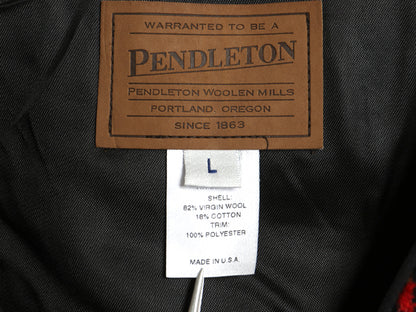 WARRANTED TO BE A
PENDLETON
PENDLETON WOOLEN MILLS
PORTLAND, OREGON
SINCE 1863
L
SHELL:
82% VIRGIN WOOL
18% COTTON
TRIM:
100% POLYESTER
MADE IN U.S.A.